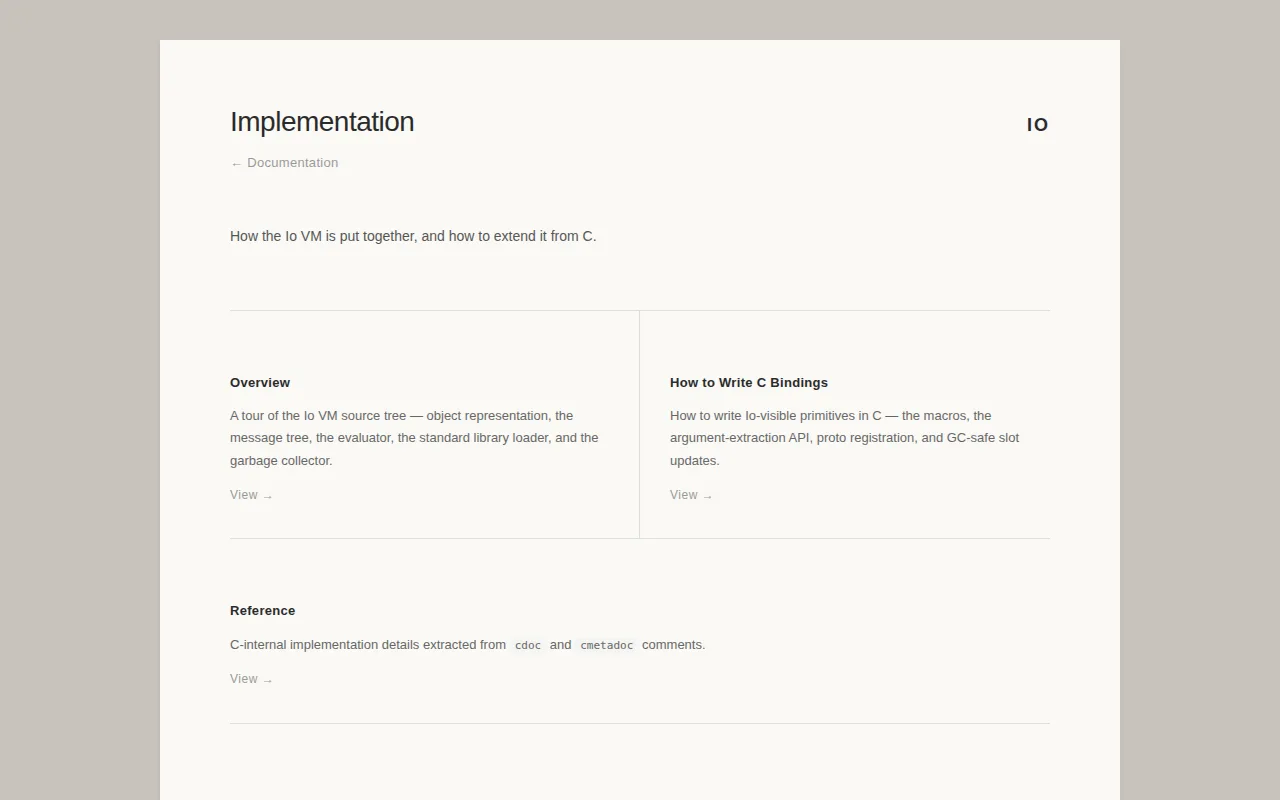 Implementation
IO
← Documentation
How the Io VM is put together, and how to extend it from C.
Overview
A tour of the Io VM source tree — object representation, the
message tree, the evaluator, the standard library loader, and the
garbage collector.
View →
How to Write C Bindings
How to write Io-visible primitives in C — the macros, the
argument-extraction API, proto registration, and GC-safe slot
updates.
View →
Reference
C-internal implementation details extracted from cdoc and cmetadoc comments.
View →